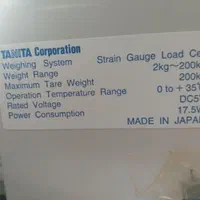 TANITA Corporation
Weighing System Strain Gauge Load Ce
Weight Range 2kg~200k
Maximum Tare Weight 200k
Operation Temperature Range 0 to + 35°
Rated Voltage DC5
Power Consumption 17.5
MADE IN JAPAN